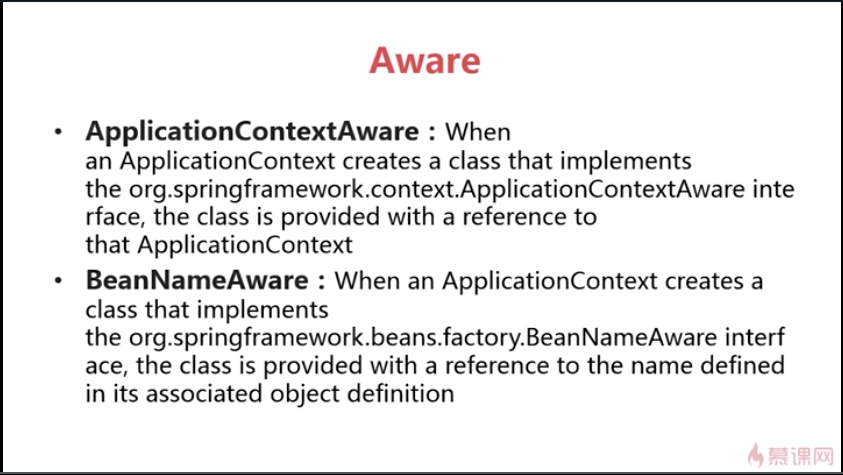 Aware
• ApplicationContextAware：When
an ApplicationContext creates a class that implements
the org.springframework.context.ApplicationContextAware inte
rface, the class is provided with a reference to
that ApplicationContext
• BeanNameAware：When an ApplicationContext creates a
class that implements
the org.springframework.beans.factory.BeanNameAware interf
ace, the class is provided with a reference to the name defined
in its associated object definition
慕课网